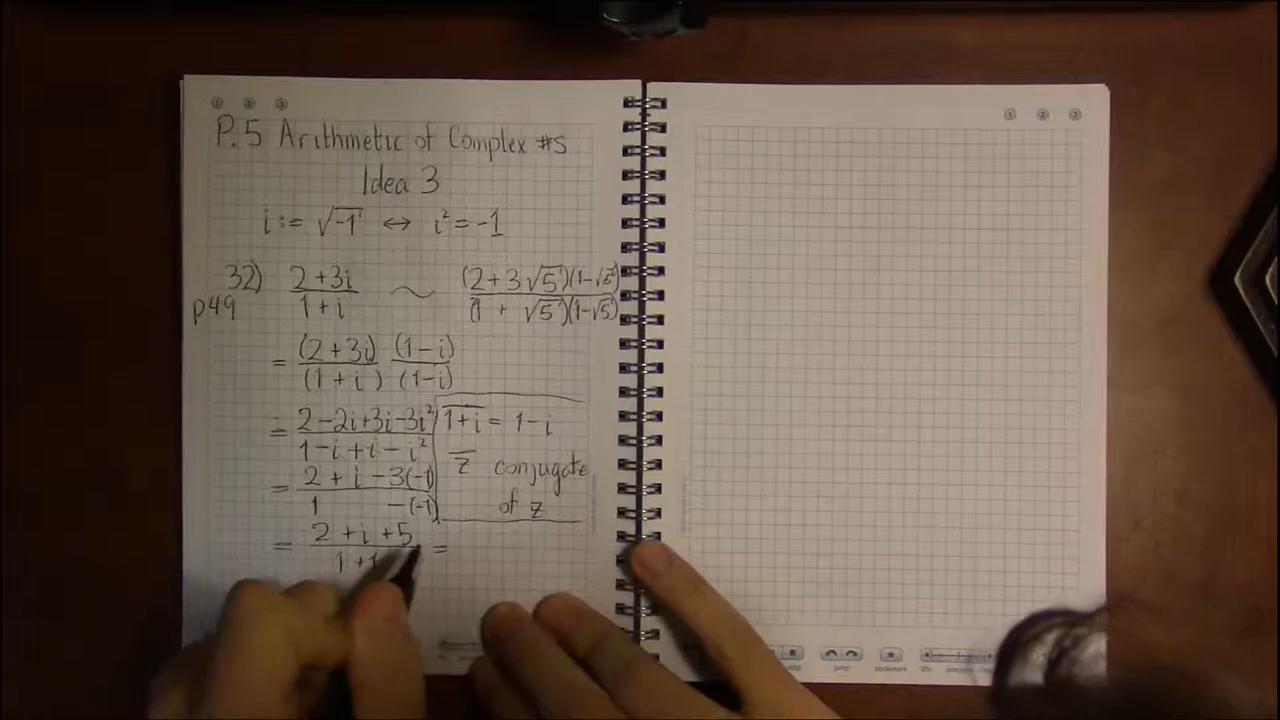 P.5 Arithmetic of Complex #s
Idea 3
i := √-1 ↔ i² = -1
32) (2+3i)/(1+i) ~ (2+3√5)(1-√5)/(1+√5)(1-√5)
p49
= (2+3i)/(1+i) (1-i)/(1-i)
= (2-2i+3i-3i²)/(1-i+i-i²)
= (2+i-3(-1))/(1 -(-1))
= (2+i+5)/(1+1) =
1+i̅ = 1-i
z̅ conjugate
of z